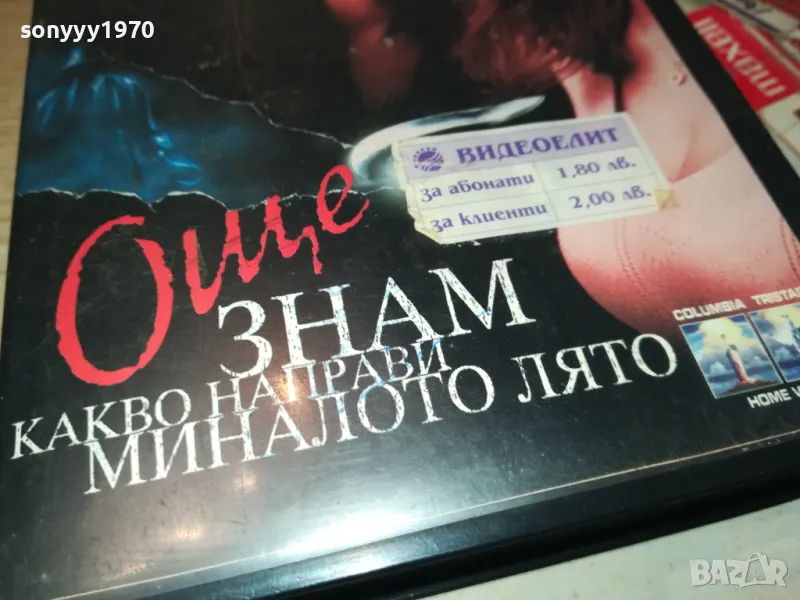 sonyyy1970
ВИДЕОЕЛИТ
за абонати 1,80 лв.
за клиенти 2,00 лв.
Още
ЗНАМ
КАКВО НАПРАВИ
МИНАЛОТО ЛЯТО
COLUMBIA TRISTAR
HOME
BAZAR